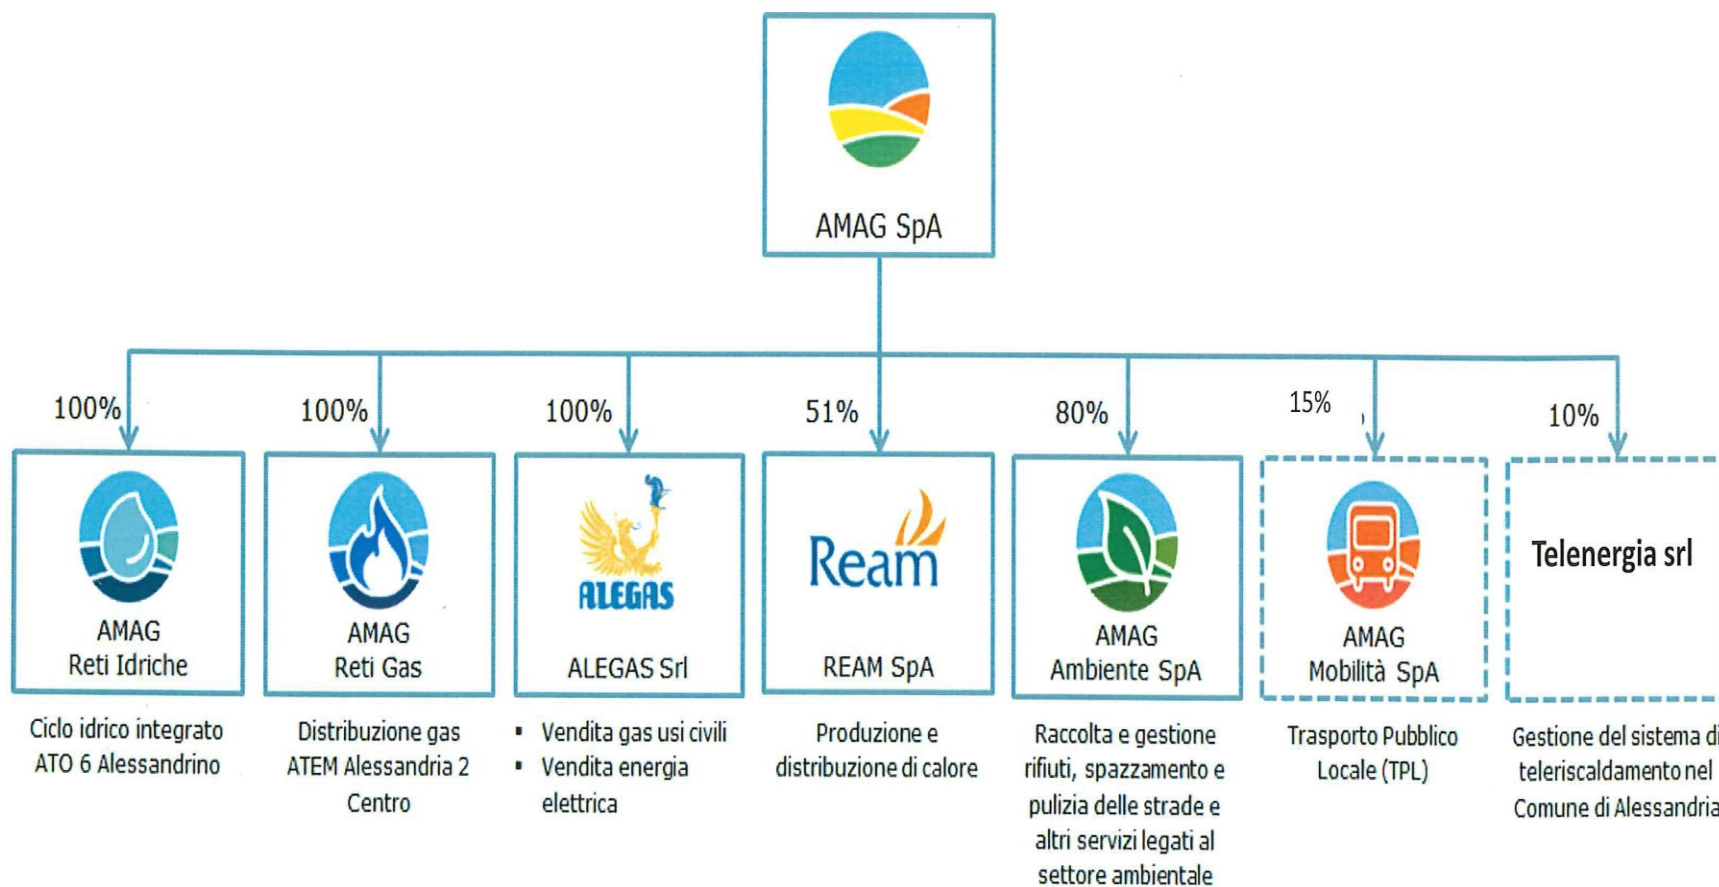 AMAG SpA
100%
100%
100%
51%
80%
15%
10%
AMAG
Reti Idriche
AMAG
Reti Gas
ALEGAS
ALEGAS Srl
Ream
REAM SpA
AMAG
Ambiente SpA
AMAG
Mobilità SpA
Telenergia srl
Ciclo idrico integrato
ATO 6 Alessandrino
Distribuzione gas
ATEM Alessandria 2
Centro
▪ Vendita gas usi civili
▪ Vendita energia
elettrica
Produzione e
distribuzione di calore
Raccolta e gestione
rifiuti, spazzamento e
pulizia delle strade e
altri servizi legati al
settore ambientale
Trasporto Pubblico
Locale (TPL)
Gestione del sistema di
teleriscaldamento nel
Comune di Alessandria